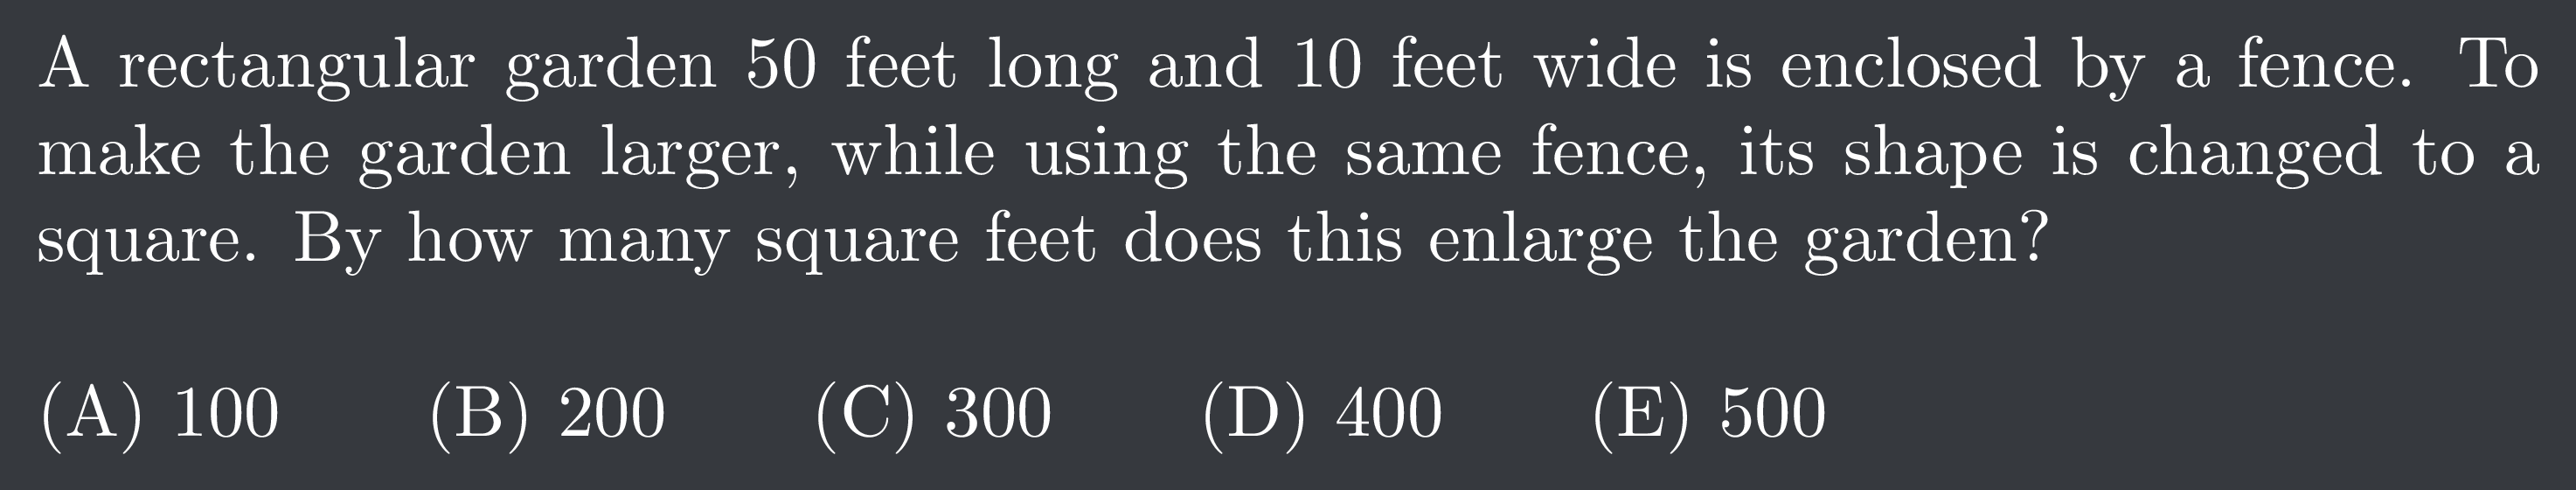 A rectangular garden 50 feet long and 10 feet wide is enclosed by a fence. To
make the garden larger, while using the same fence, its shape is changed to a
square. By how many square feet does this enlarge the garden?
(A) 100 (B) 200 (C) 300 (D) 400 (E) 500